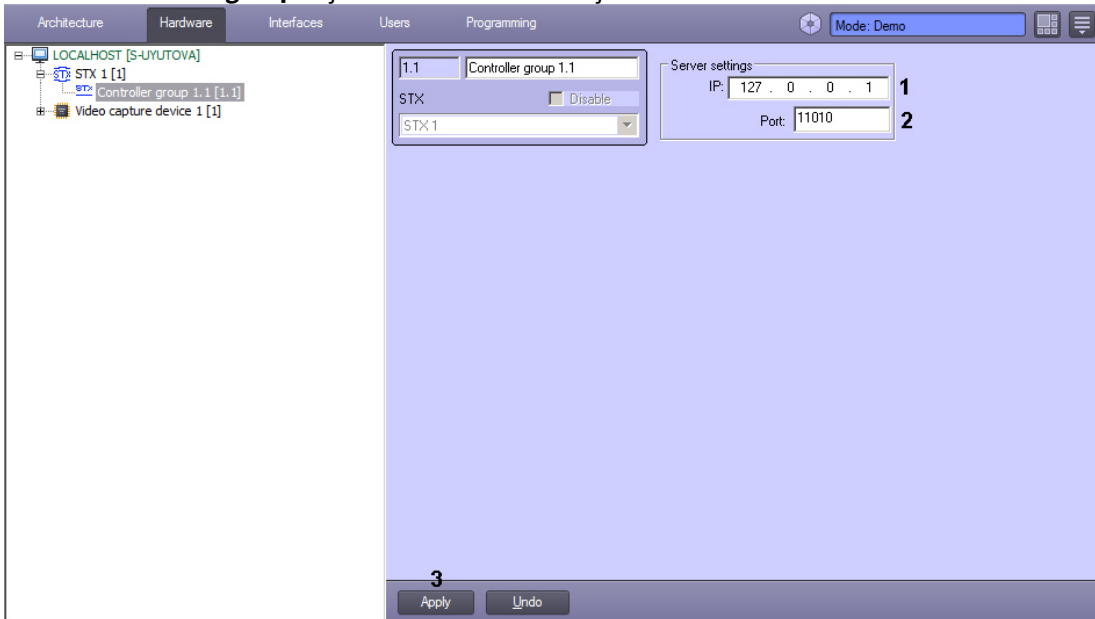 Architecture Hardware Interfaces Users Programming Mode: Demo
LOCALHOST [S-UYUTOVA]
STX 1 [1]
Controller group 1.1 [1.1]
Video capture device 1 [1]
1.1 Controller group 1.1
STX Disable
STX 1
Server settings
IP: 127 . 0 . 0 . 1 1
Port: 11010 2
3
Apply Undo